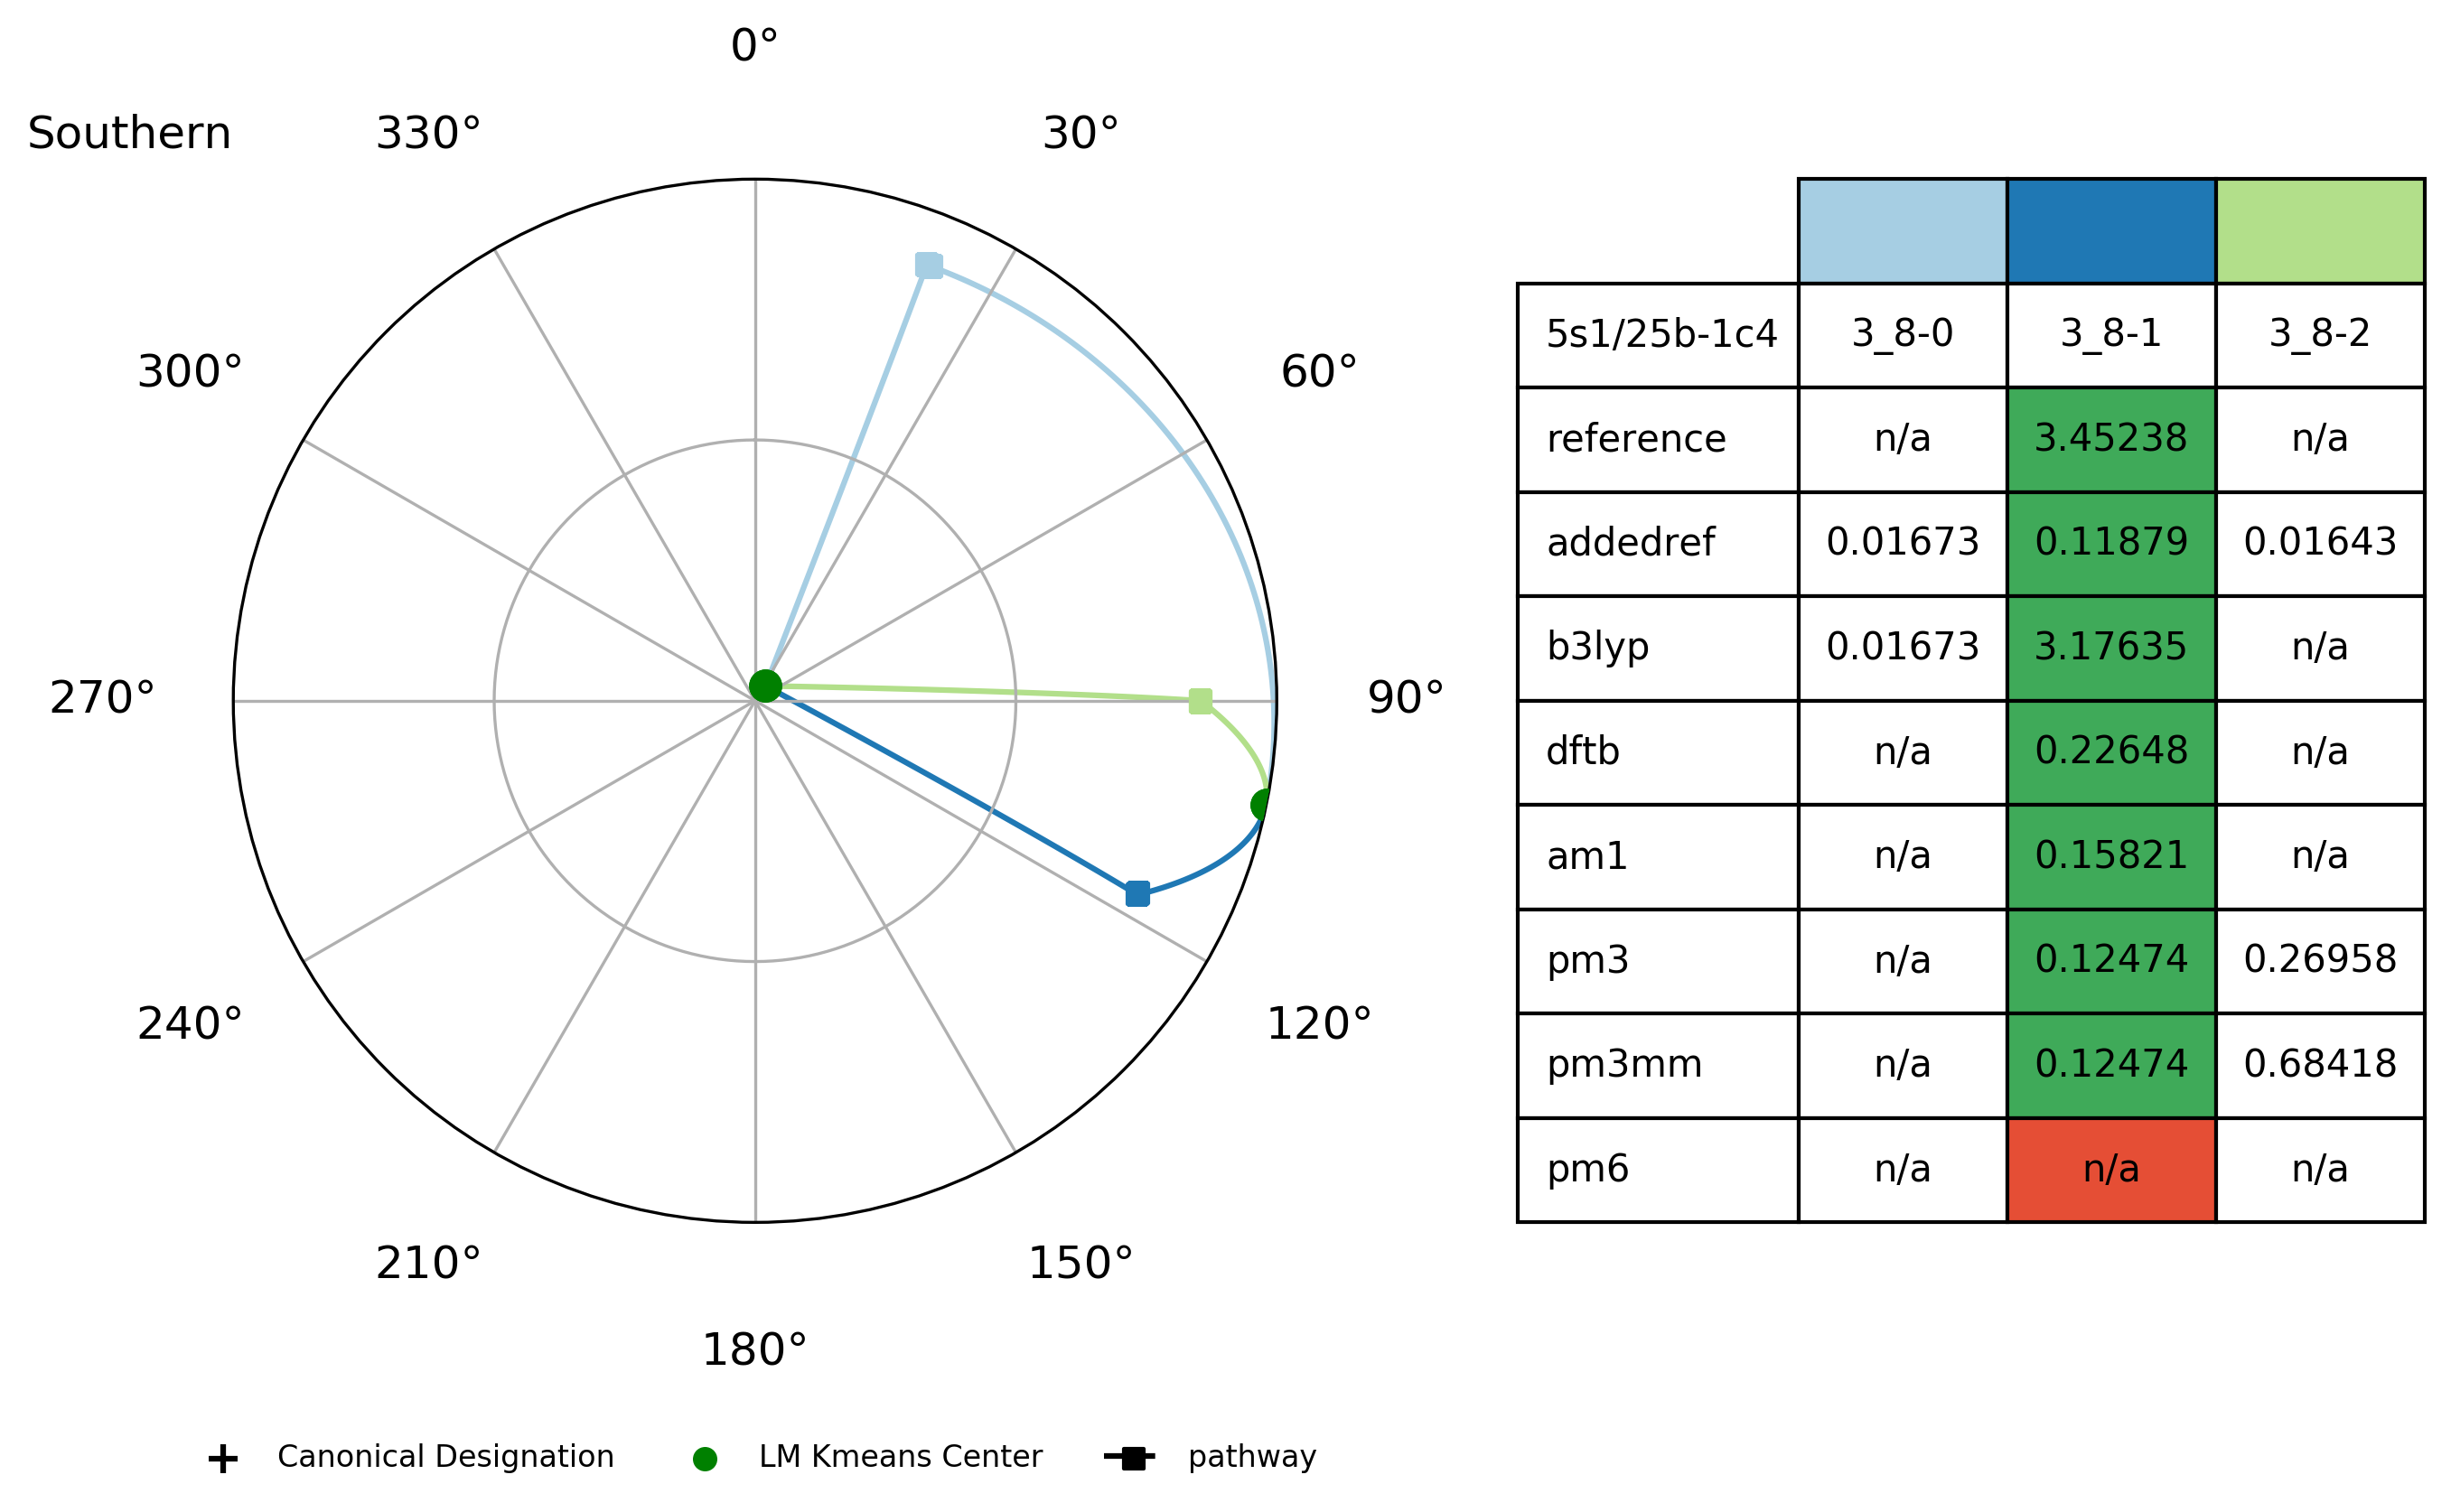 0°
Southern
330°
30°
300°
60°
270°
90°
240°
120°
210°
150°
180°
5s1/25b-1c4 3_8-0 3_8-1 3_8-2
reference n/a 3.45238 n/a
addedref 0.01673 0.11879 0.01643
b3lyp 0.01673 3.17635 n/a
dftb n/a 0.22648 n/a
am1 n/a 0.15821 n/a
pm3 n/a 0.12474 0.26958
pm3mm n/a 0.12474 0.68418
pm6 n/a n/a n/a
Canonical Designation LM Kmeans Center pathway